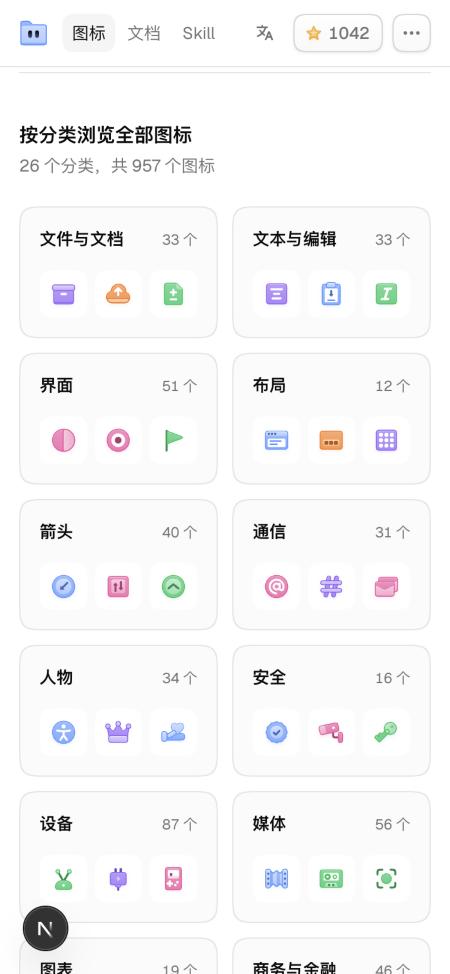 图标 文档 Skill 1042
按分类浏览全部图标
26 个分类，共 957 个图标
文件与文档 33 个
文本与编辑 33 个
界面 51 个
布局 12 个
箭头 40 个
通信 31 个
人物 34 个
安全 16 个
设备 87 个
媒体 56 个
N
图表 19 个
商务与金融 46 个